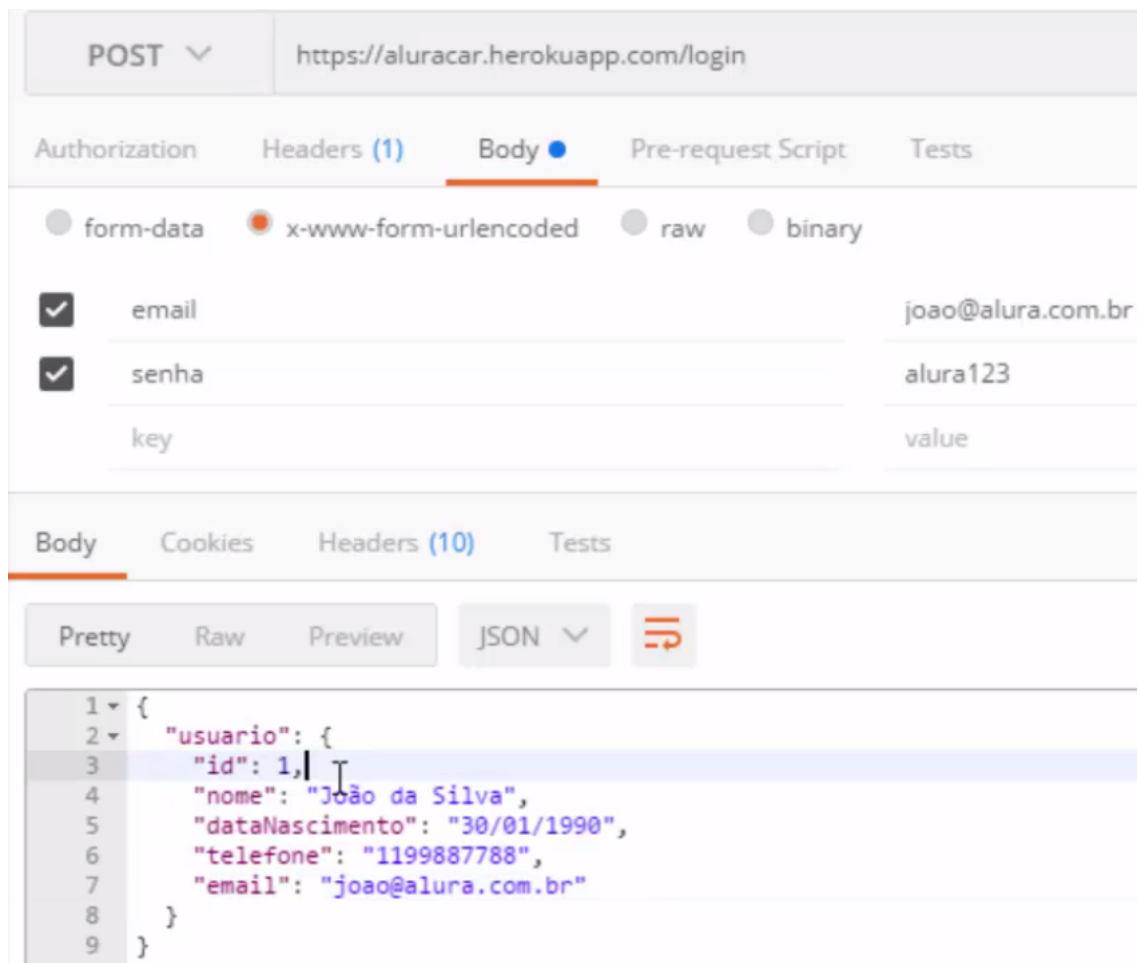 POST https://aluracar.herokuapp.com/login
Authorization Headers (1) Body Pre-request Script Tests
form-data x-www-form-urlencoded raw binary
email joao@alura.com.br
senha alura123
key value
Body Cookies Headers (10) Tests
Pretty Raw Preview JSON
1 {
2 "usuario": {
3 "id": 1,
4 "nome": "João da Silva",
5 "dataNascimento": "30/01/1990",
6 "telefone": "1199887788",
7 "email": "joao@alura.com.br"
8 }
9 }